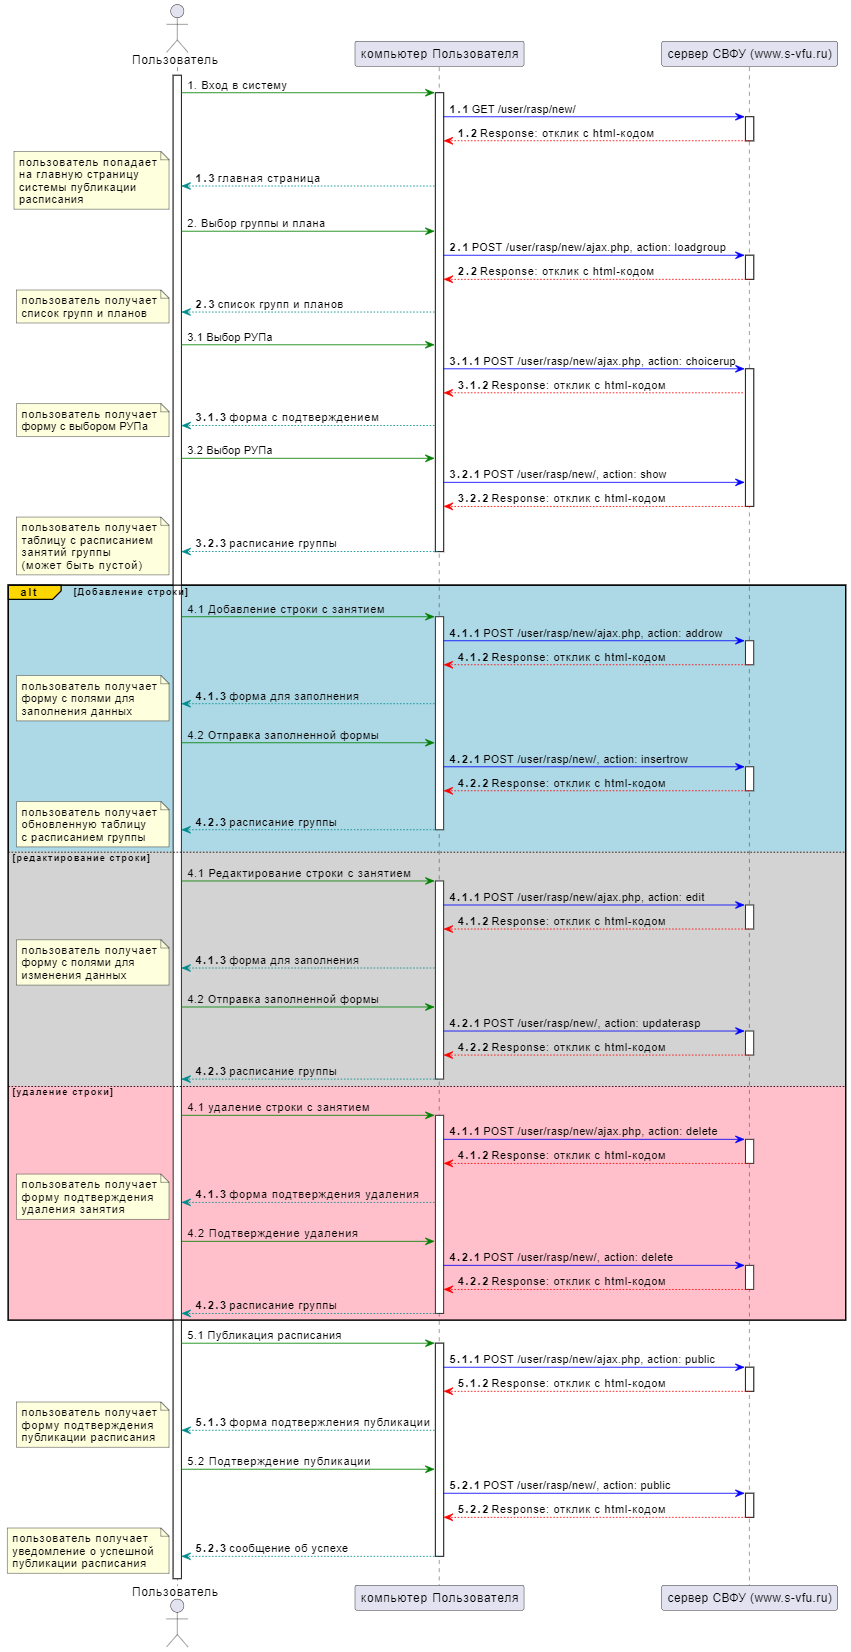 Пользователь
компьютер Пользователя
сервер СВФУ (www.s-vfu.ru)
1. Вход в систему
1.1 GET /user/rasp/new/
1.2 Response: отклик с html-кодом
пользователь попадает
на главную страницу
системы публикации
расписания
1.3 главная страница
2. Выбор группы и плана
2.1 POST /user/rasp/new/ajax.php, action: loadgroup
2.2 Response: отклик с html-кодом
пользователь получает
список групп и планов
2.3 список групп и планов
3.1 Выбор РУПа
3.1.1 POST /user/rasp/new/ajax.php, action: choicerup
3.1.2 Response: отклик с html-кодом
пользователь получает
форму с выбором РУПа
3.1.3 форма с подтверждением
3.2 Выбор РУПа
3.2.1 POST /user/rasp/new/, action: show
3.2.2 Response: отклик с html-кодом
пользователь получает
таблицу с расписанием
занятий группы
(может быть пустой)
3.2.3 расписание группы
alt [Добавление строки]
4.1 Добавление строки с занятием
4.1.1 POST /user/rasp/new/ajax.php, action: addrow
4.1.2 Response: отклик с html-кодом
пользователь получает
форму с полями для
заполнения данных
4.1.3 форма для заполнения
4.2 Отправка заполненной формы
4.2.1 POST /user/rasp/new/, action: insertrow
4.2.2 Response: отклик с html-кодом
пользователь получает
обновленную таблицу
с расписанием группы
4.2.3 расписание группы
[редактирование строки]
4.1 Редактирование строки с занятием
4.1.1 POST /user/rasp/new/ajax.php, action: edit
4.1.2 Response: отклик с html-кодом
пользователь получает
форму с полями для
изменения данных
4.1.3 форма для заполнения
4.2 Отправка заполненной формы
4.2.1 POST /user/rasp/new/, action: updaterasp
4.2.2 Response: отклик с html-кодом
4.2.3 расписание группы
[удаление строки]
4.1 удаление строки с занятием
4.1.1 POST /user/rasp/new/ajax.php, action: delete
4.1.2 Response: отклик с html-кодом
пользователь получает
форму подтверждения
удаления занятия
4.1.3 форма подтверждения удаления
4.2 Подтверждение удаления
4.2.1 POST /user/rasp/new/, action: delete
4.2.2 Response: отклик с html-кодом
4.2.3 расписание группы
5.1 Публикация расписания
5.1.1 POST /user/rasp/new/ajax.php, action: public
5.1.2 Response: отклик с html-кодом
пользователь получает
форму подтверждения
публикации расписания
5.1.3 форма подтвержления публикации
5.2 Подтверждение публикации
5.2.1 POST /user/rasp/new/, action: public
5.2.2 Response: отклик с html-кодом
пользователь получает
уведомление о успешной
публикации расписания
5.2.3 сообщение об успехе
Пользователь
компьютер Пользователя
сервер СВФУ (www.s-vfu.ru)